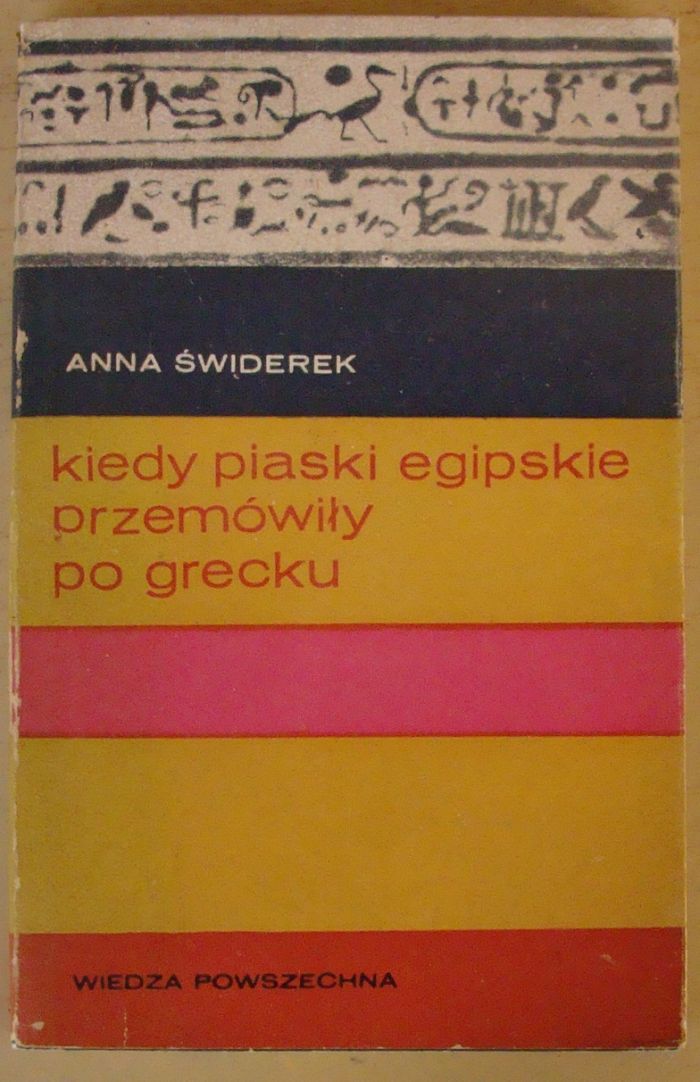 ANNA ŚWIDEREK
kiedy piaski egipskie
przemówiły
po grecku
WIEDZA POWSZECHNA